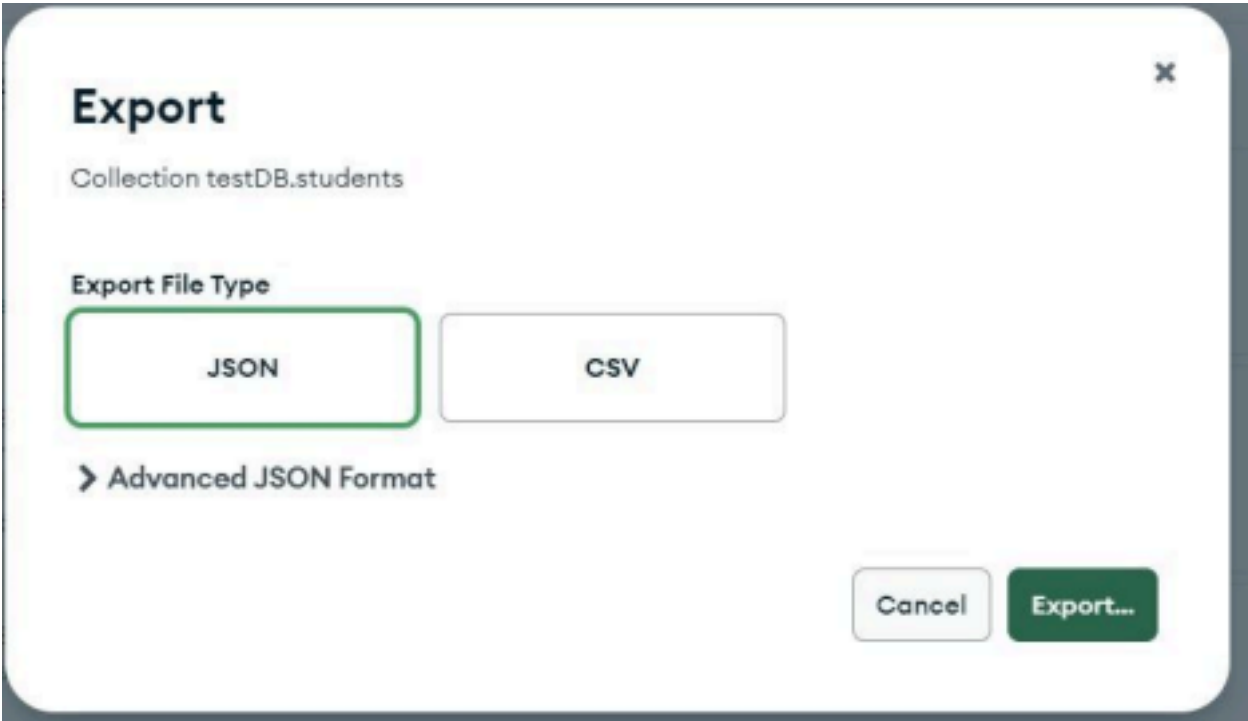 Export
Collection testDB.students
Export File Type
JSON CSV
Advanced JSON Format
Cancel Export...